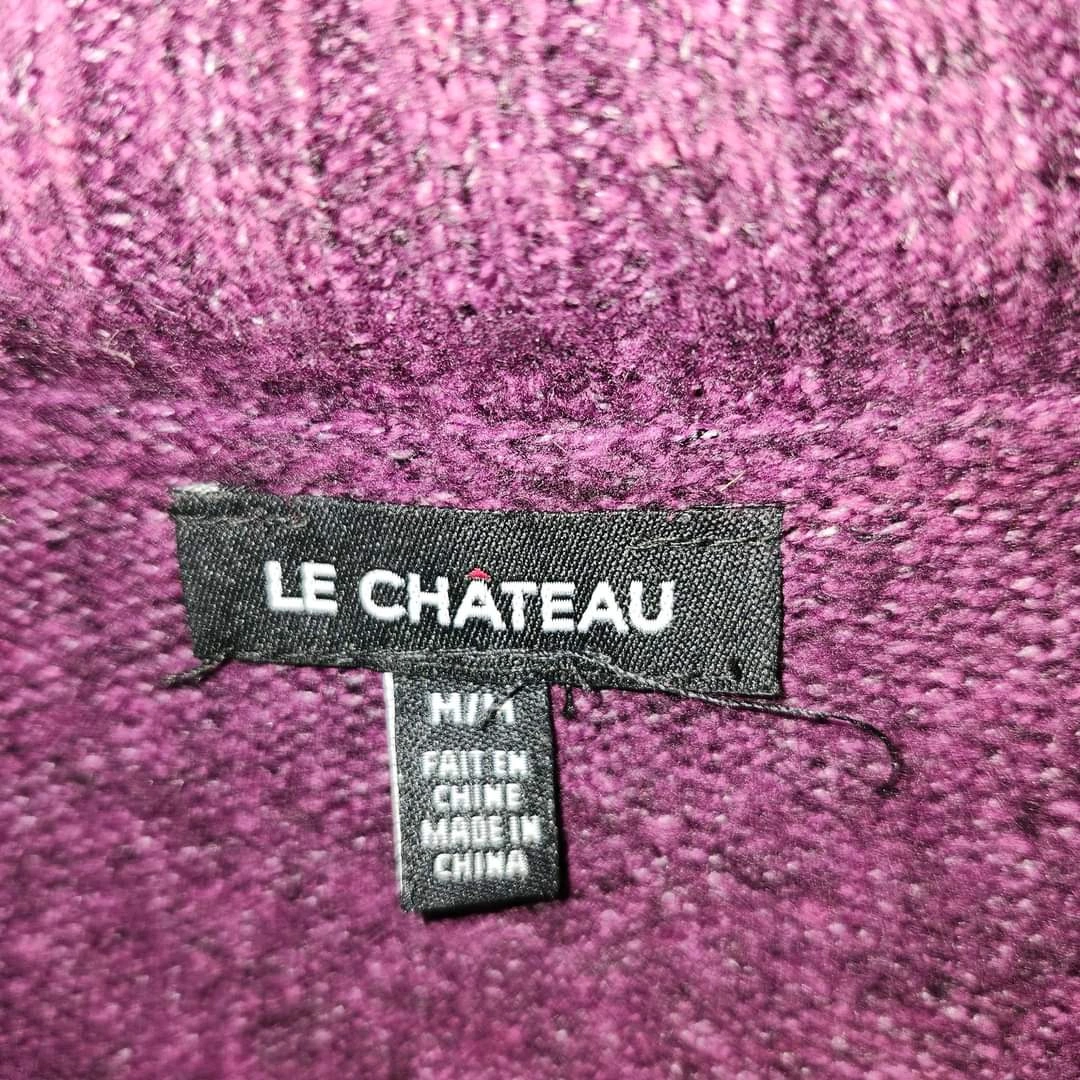 LE CHÂTEAU
M/M
FAIT EN
CHINE
MADE IN
CHINA